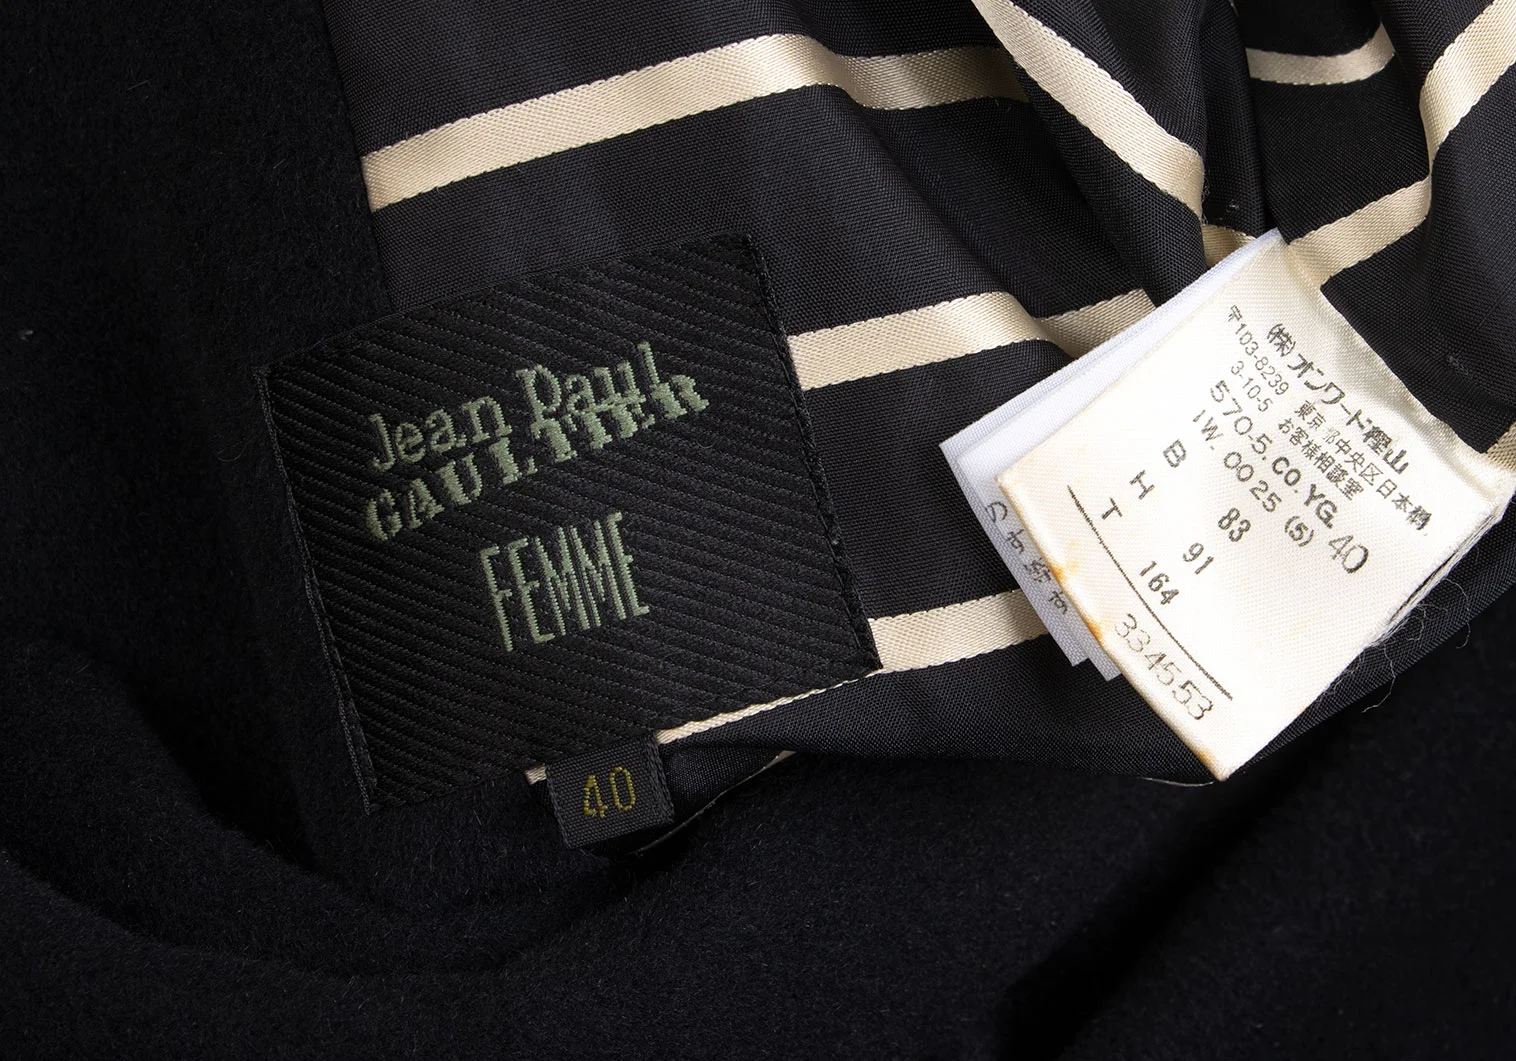 Jean Paul
GAULTIER
FEMME
40
(株)オンワード樫山
〒103-8239 東京都中央区日本橋
3-10-5 お客様相談室
570-5.CO.YG. 40
IW. 0025 (5)
B 83
H 91
T 164
334553